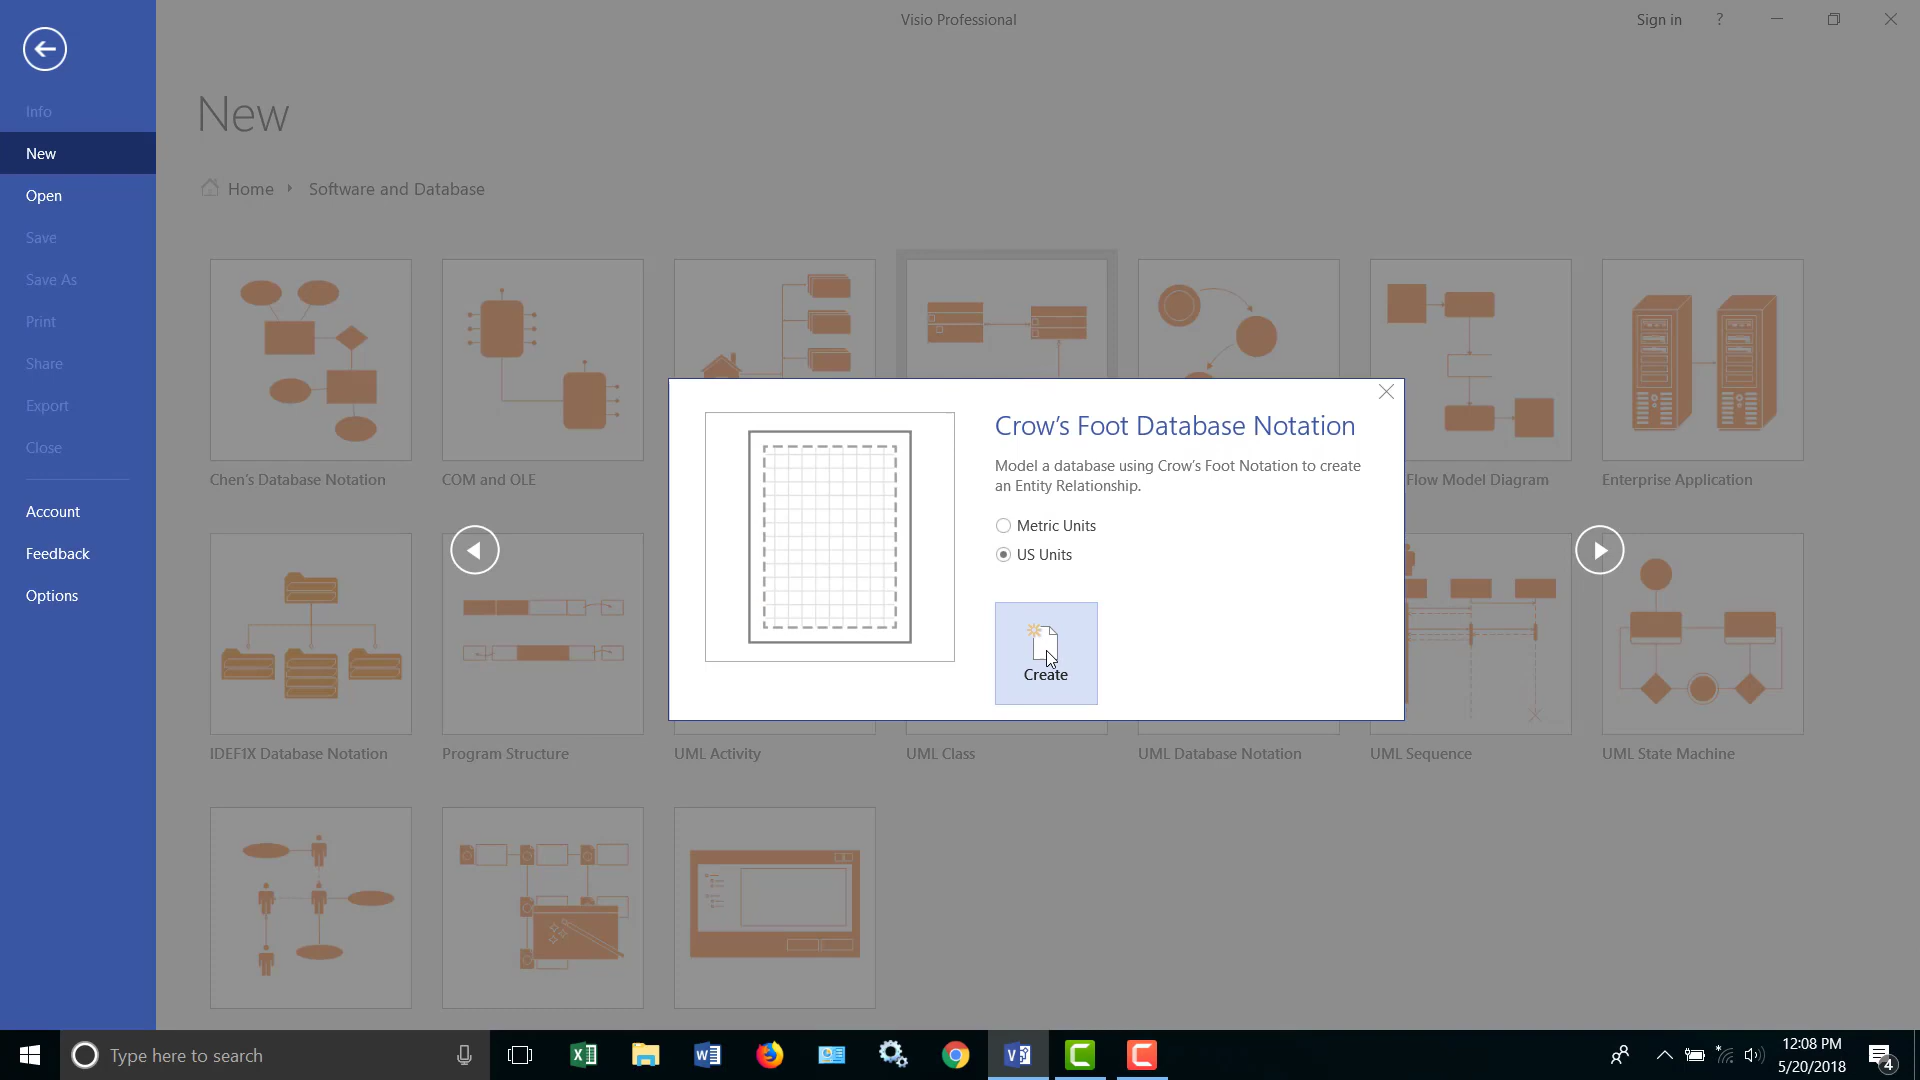 Visio Professional
Sign in
?
Info
New
Open
Save
Save As
Print
Share
Export
Close
Account
Feedback
Options
New
Home
Software and Database
Chen's Database Notation
COM and OLE
Flow Model Diagram
Enterprise Application
Crow's Foot Database Notation
Model a database using Crow's Foot Notation to create
an Entity Relationship.
Metric Units
US Units
Create
IDEF1X Database Notation
Program Structure
UML Activity
UML Class
UML Database Notation
UML Sequence
UML State Machine
Type here to search
12:08 PM
5/20/2018
4